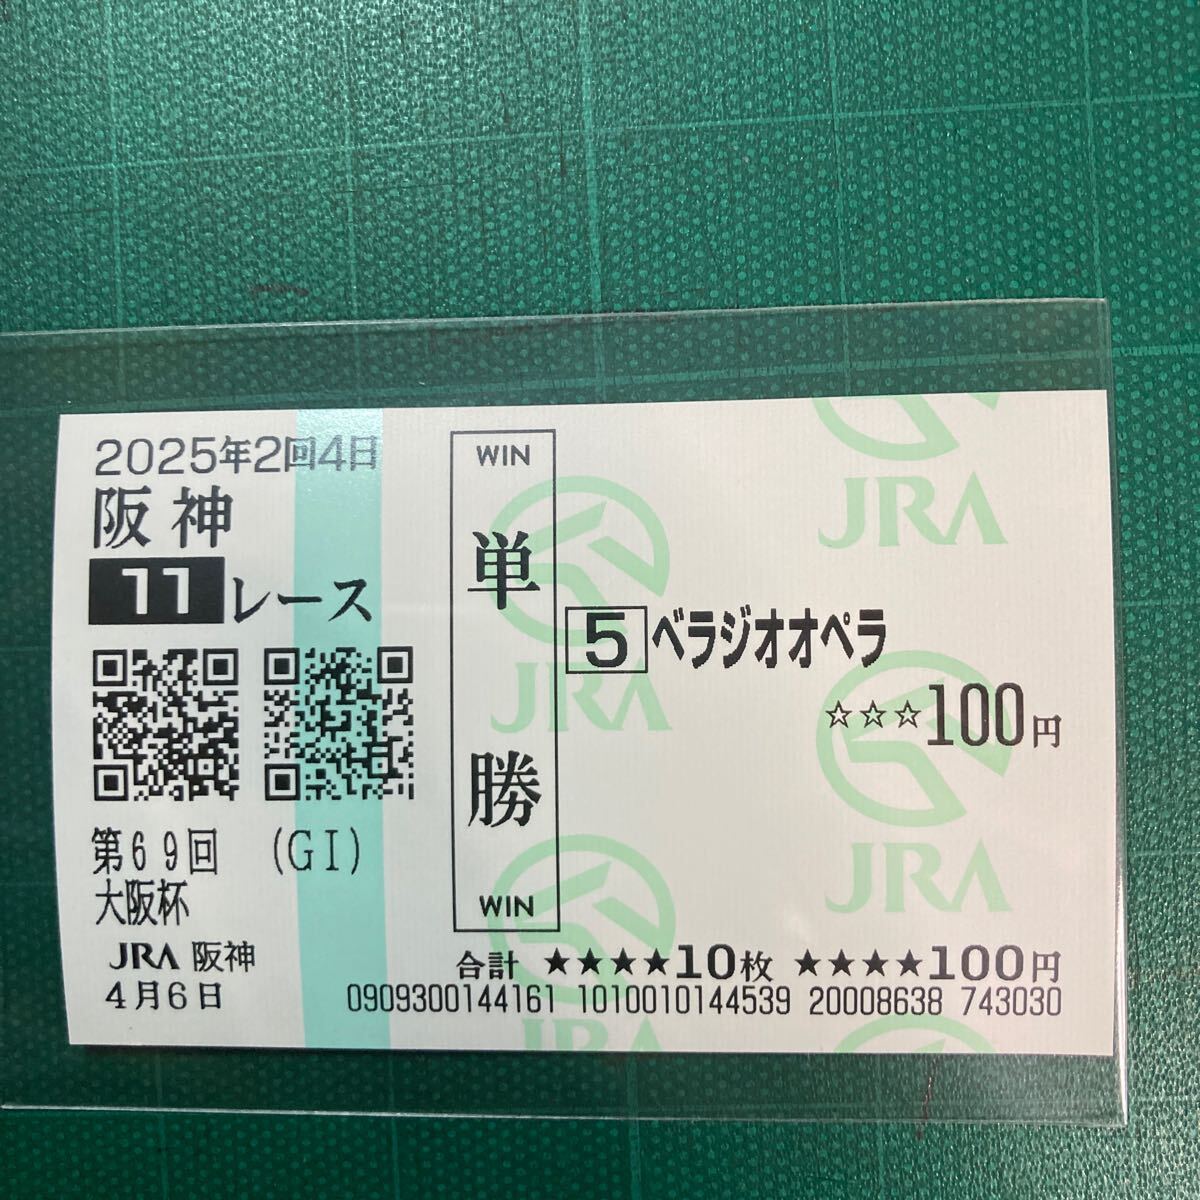 2025年2回4日
阪神
11レース
第69回 (GI)
大阪杯
JRA 阪神
4月6日
WIN
単勝
WIN
5 ベラジオオペラ
☆☆☆100円
合計 ★★★★10枚 ★★★★100円
0909300144161 1010010144539 20008638 743030
JRA
JRA
JRA
JRA